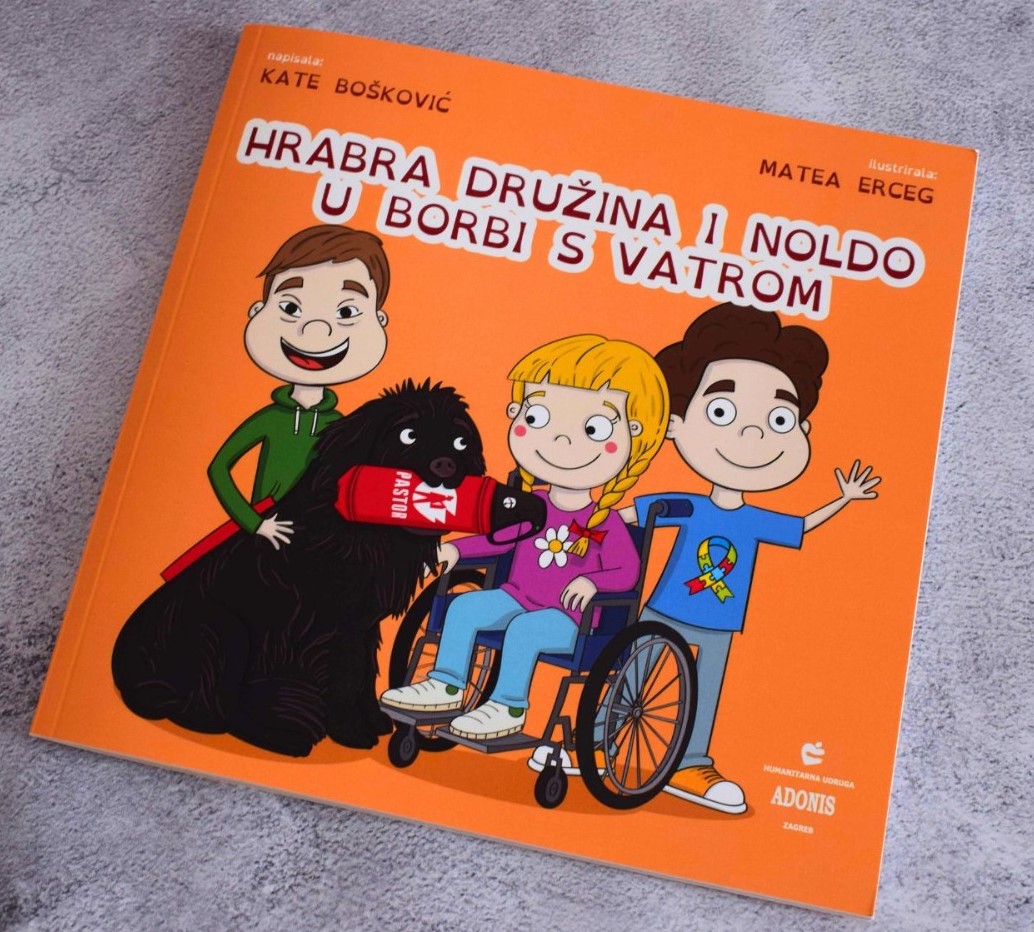 napisala:
KATE BOŠKOVIĆ
ilustrirala:
MATEA ERCEG
HRABRA DRUŽINA I NOLDO
U BORBI S VATROM
PASTOR
HUMANITARNA UDRUGA
ADONIS
ZAGREB